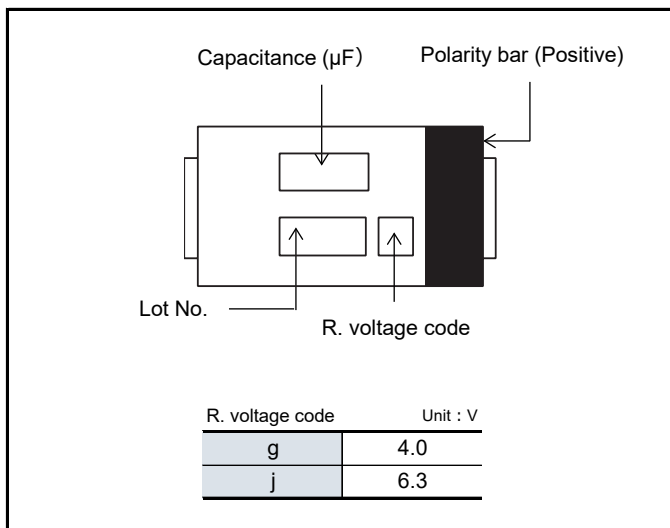 Capacitance (μF) Polarity bar (Positive)
Lot No.
R. voltage code
R. voltage code Unit : V
g 4.0
j 6.3